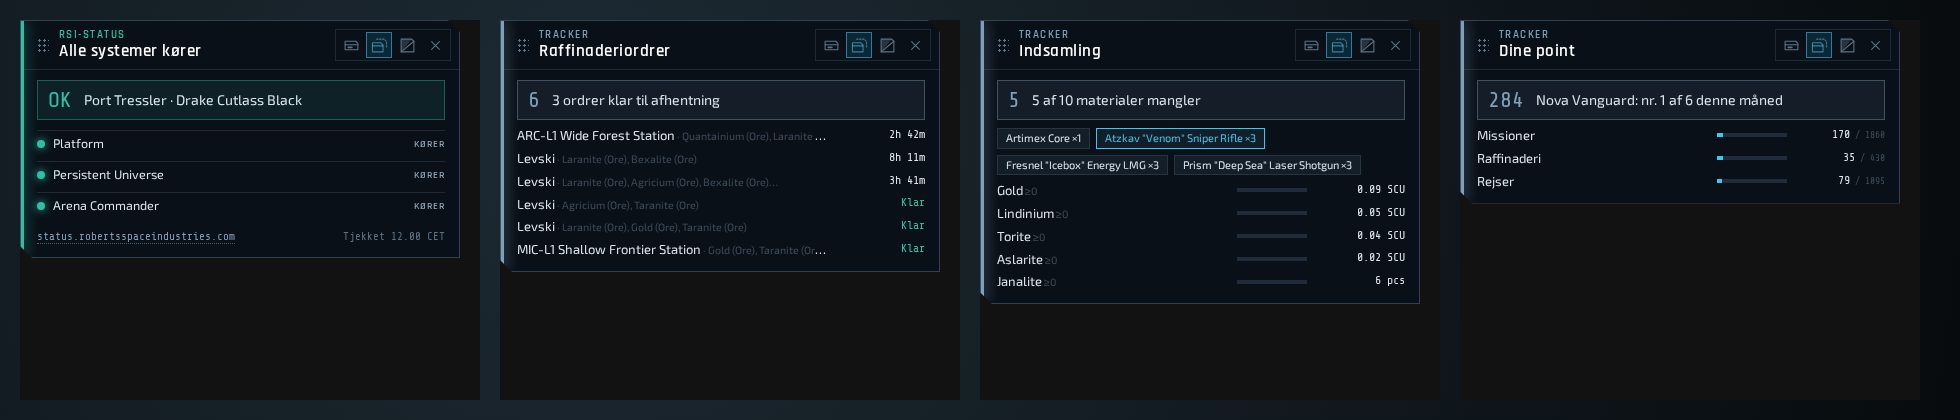 RSI-STATUS
Alle systemer kører
OK Port Tressler · Drake Cutlass Black
Platform KØRER
Persistent Universe KØRER
Arena Commander KØRER
status.robertsspaceindustries.com Tjekket 12.00 CET
TRACKER
Raffinaderiordrer
6 3 ordrer klar til afhentning
ARC-L1 Wide Forest Station · Quantainium (Ore), Laranite ... 2h 42m
Levski · Laranite (Ore), Bexalite (Ore) 8h 11m
Levski · Laranite (Ore), Agricium (Ore), Bexalite (Ore)... 3h 41m
Levski · Agricium (Ore), Taranite (Ore) Klar
Levski · Laranite (Ore), Gold (Ore), Taranite (Ore) Klar
MIC-L1 Shallow Frontier Station · Gold (Ore), Taranite (Or... Klar
TRACKER
Indsamling
5 5 af 10 materialer mangler
Artimex Core ×1 Atzkav "Venom" Sniper Rifle ×3
Fresnel "Icebox" Energy LMG ×3 Prism "Deep Sea" Laser Shotgun ×3
Gold ≥0 0.09 SCU
Lindinium ≥0 0.05 SCU
Torite ≥0 0.04 SCU
Aslarite ≥0 0.02 SCU
Janalite ≥0 6 pcs
TRACKER
Dine point
284 Nova Vanguard: nr. 1 af 6 denne måned
Missioner 170 / 1860
Raffinaderi 35 / 430
Rejser 79 / 1095